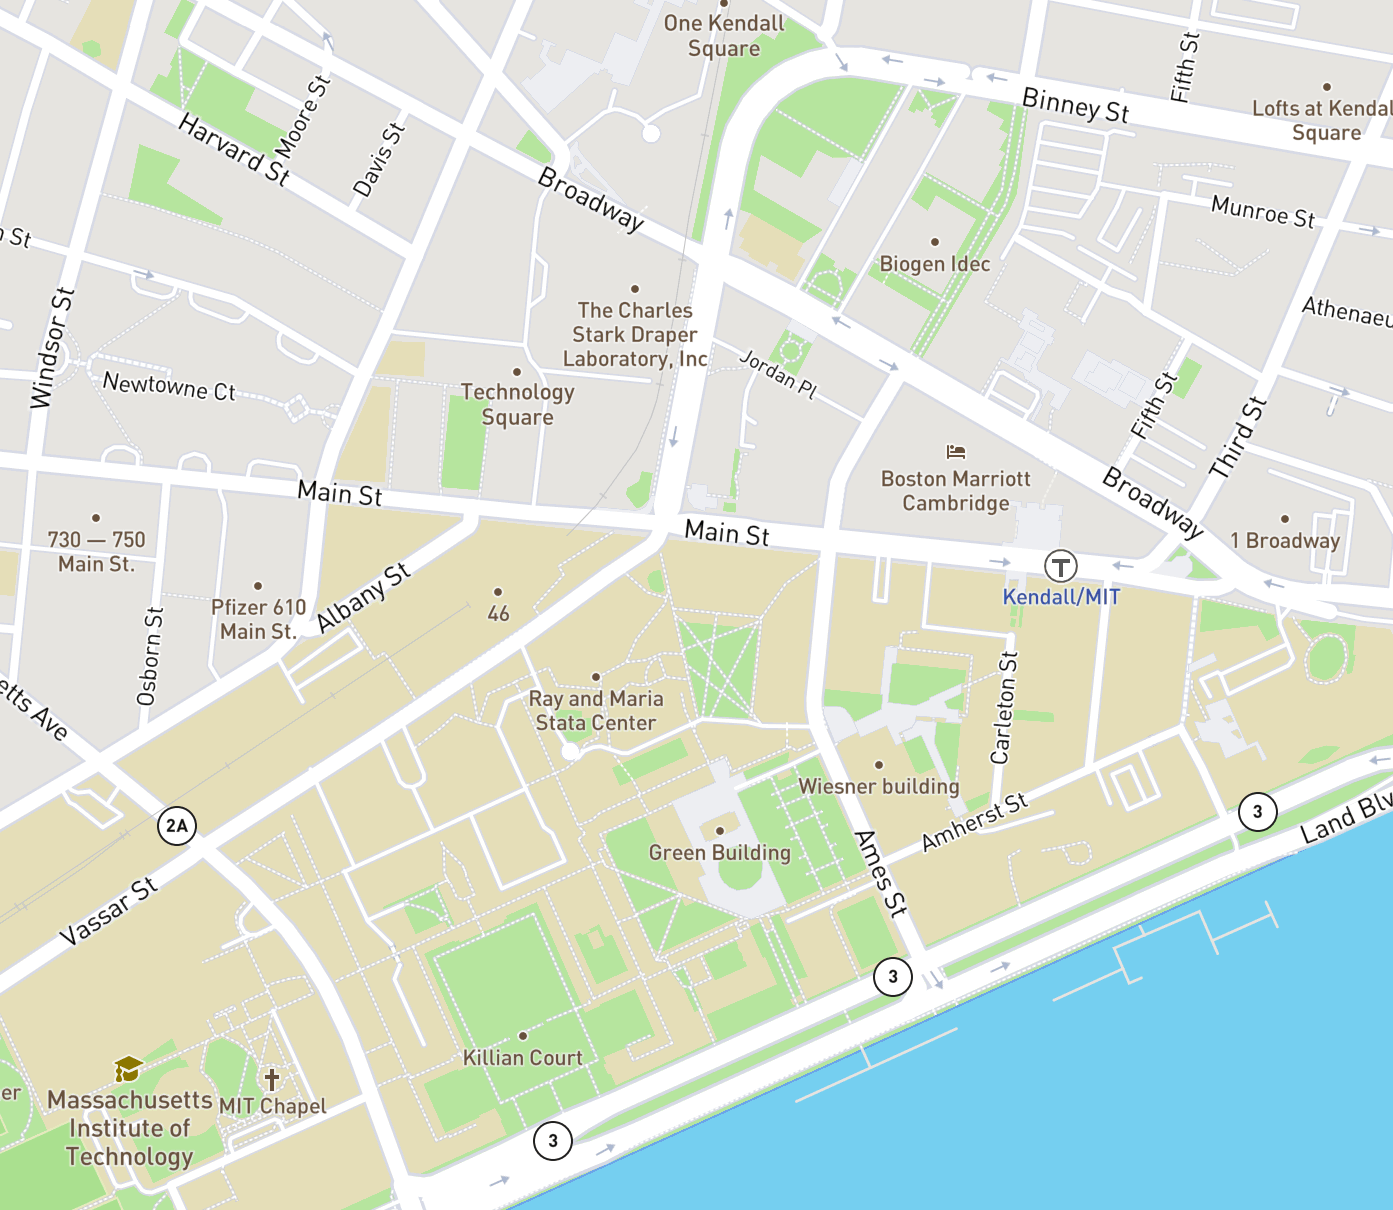 One Kendall
Square
Fifth St
Binney St
Lofts at Kendal
Square
Harvard St
Moore St
Davis St
Broadway
Munroe St
n St
Biogen Idec
The Charles
Stark Draper
Laboratory, Inc
Athenaeu
Windsor St
Newtowne Ct
Technology
Square
Jordan Pl
Fifth St
Third St
Main St
Boston Marriott
Cambridge
Broadway
730 — 750
Main St.
Main St
1 Broadway
T
Kendall/MIT
Pfizer 610
Main St.
Albany St
46
Osborn St
etts Ave
Ray and Maria
Stata Center
Carleton St
Wiesner building
2A
3
Land Blv
Amherst St
Green Building
Ames St
Vassar St
3
Killian Court
er
Massachusetts
Institute of
Technology
MIT Chapel
3